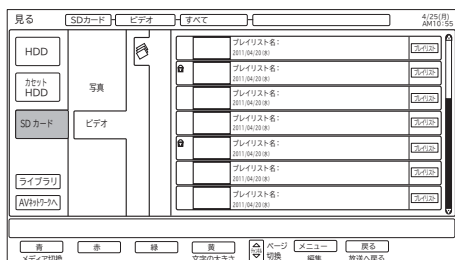 見る SDカード ビデオ すべて 4/25(月)
AM10:55
HDD
カセット
HDD
SDカード
ライブラリ
AVネットワークへ
写真
ビデオ
プレイリスト名: プレイリスト
2011/04/20(水)
プレイリスト名: プレイリスト
2011/04/20(水)
プレイリスト名: プレイリスト
2011/04/20(水)
プレイリスト名: プレイリスト
2011/04/20(水)
プレイリスト名: プレイリスト
2011/04/20(水)
プレイリスト名: プレイリスト
2011/04/20(水)
プレイリスト名: プレイリスト
2011/04/20(水)
青 赤 緑 黄 ページ メニュー 戻る
メディア切換 文字の大きさ 切換 編集 放送へ戻る